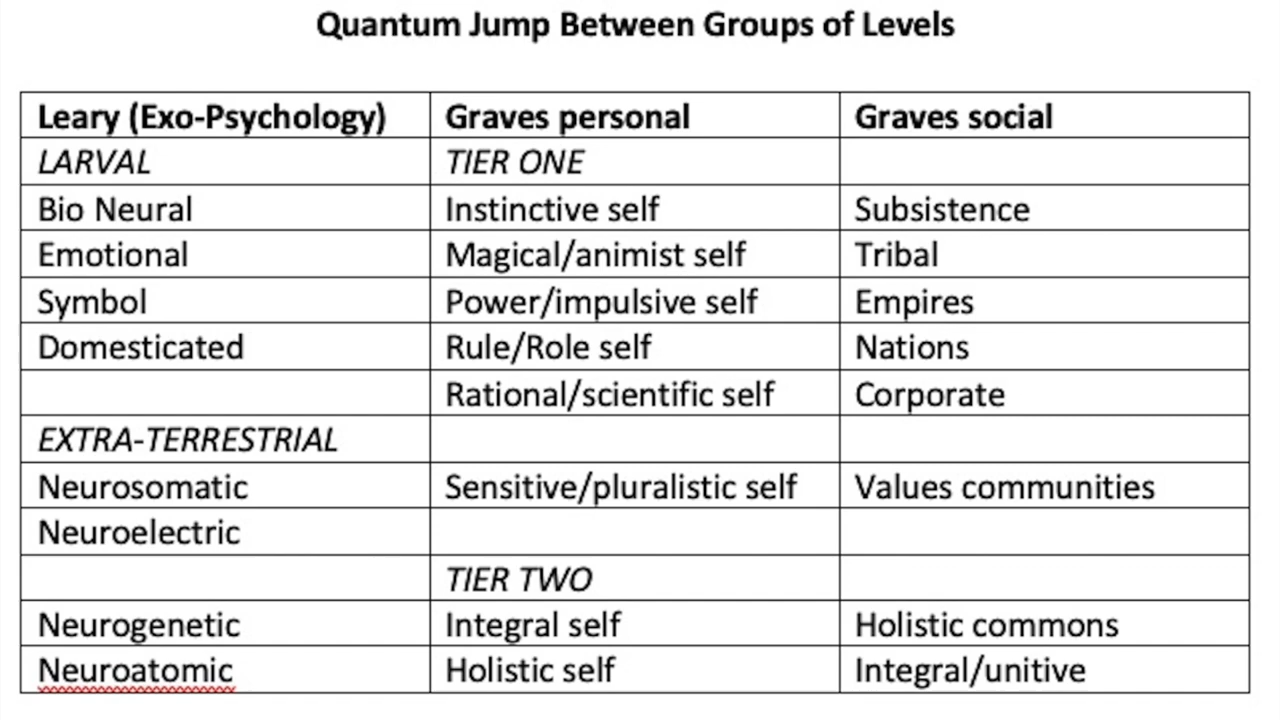 Quantum Jump Between Groups of Levels
Leary (Exo-Psychology) Graves personal Graves social
LARVAL TIER ONE
Bio Neural Instinctive self Subsistence
Emotional Magical/animist self Tribal
Symbol Power/impulsive self Empires
Domesticated Rule/Role self Nations
Rational/scientific self Corporate
EXTRA-TERRESTRIAL
Neurosomatic Sensitive/pluralistic self Values communities
Neuroelectric
TIER TWO
Neurogenetic Integral self Holistic commons
Neuroatomic Holistic self Integral/unitive